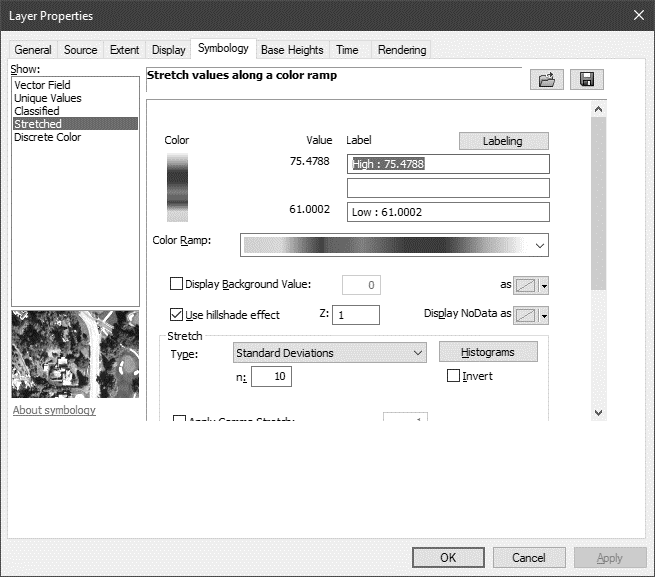 Layer Properties
General Source Extent Display Symbology Base Heights Time Rendering
Show:
Vector Field
Unique Values
Classified
Stretched
Discrete Color
About symbology
Stretch values along a color ramp
Color Value Label Labeling
75.4788 High : 75.4788
61.0002 Low : 61.0002
Color Ramp:
Display Background Value: 0 as
Use hillshade effect Z: 1 Display NoData as
Stretch
Type: Standard Deviations Histograms
n: 10 Invert
Apply Gamma Stretch: 1
OK Cancel Apply